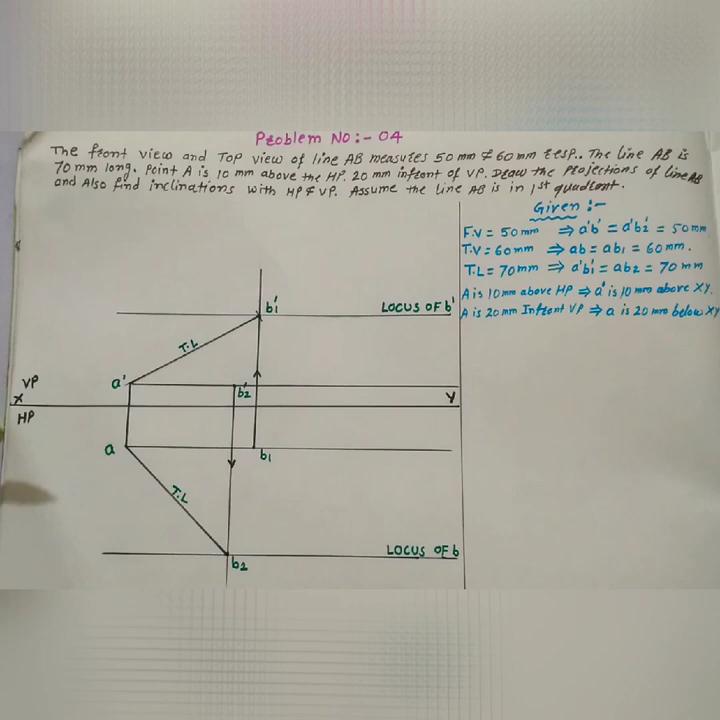 Problem No:- 04
The front view and Top view of line AB measures 50 mm & 60 mm resp.. The line AB is
70 mm long. Point A is 10 mm above the HP. 20 mm infront of VP. Draw the Projections of line AB
and Also find inclinations with HP & VP. Assume the line AB is in 1st quadrant.
Given :-
F.V = 50 mm ⇒ a'b' = a'b2' = 50 mm
T.V = 60 mm ⇒ ab = ab1 = 60 mm.
T.L = 70 mm ⇒ a'b1' = ab2 = 70 mm
A is 10 mm above HP ⇒ a' is 10 mm above XY.
A is 20 mm Infront VP ⇒ a is 20 mm below XY
b1'
LOCUS OF b'
T.L
a'
b2'
VP
X
Y
HP
a
b1
T.L
LOCUS OF b
b2